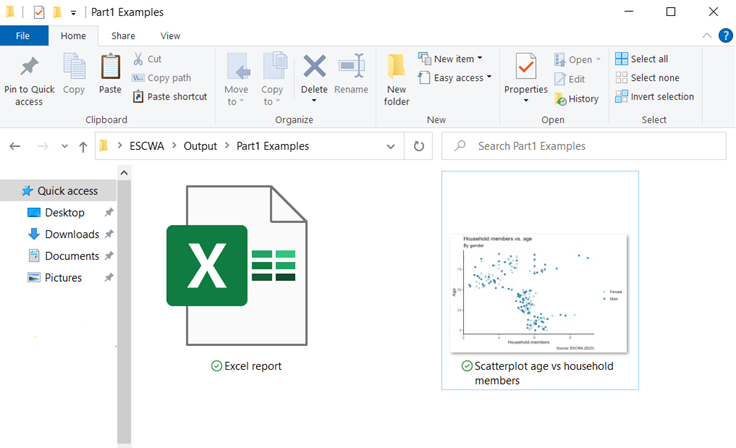 Part1 Examples
File Home Share View
Pin to Quick access
Copy
Paste
Cut
Copy path
Paste shortcut
Clipboard
Move to
Copy to
Delete
Rename
Organize
New folder
New item
Easy access
New
Properties
Open
Edit
History
Open
Select all
Select none
Invert selection
Select
ESCWA Output Part1 Examples
Search Part1 Examples
Quick access
Desktop
Downloads
Documents
Pictures
X
Excel report
Household members vs. age
By gender
Age
Female
Male
Household members
Source: ESCWA (2020)
Scatterplot age vs household
members